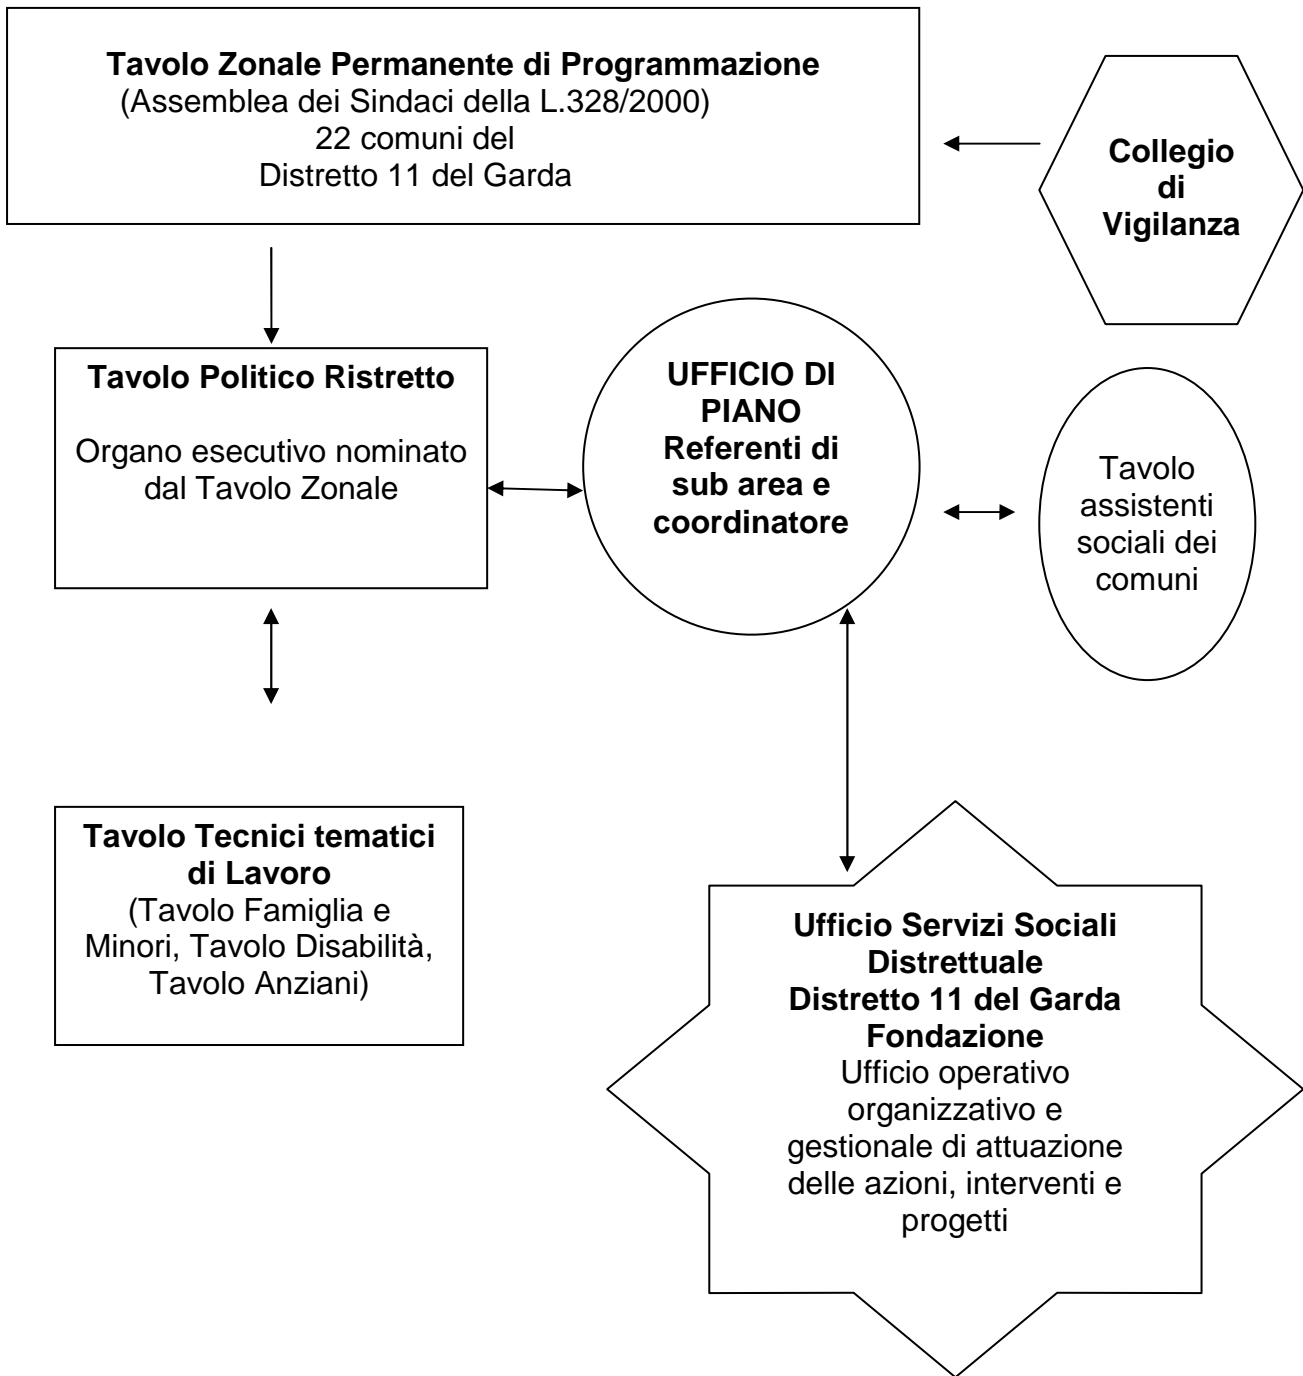 Tavolo Zonale Permanente di Programmazione
(Assemblea dei Sindaci della L.328/2000)
22 comuni del
Distretto 11 del Garda
Collegio
di
Vigilanza
Tavolo Politico Ristretto
Organo esecutivo nominato
dal Tavolo Zonale
UFFICIO DI
PIANO
Referenti di
sub area e
coordinatore
Tavolo
assistenti
sociali dei
comuni
Tavolo Tecnici tematici
di Lavoro
(Tavolo Famiglia e
Minori, Tavolo Disabilità,
Tavolo Anziani)
Ufficio Servizi Sociali
Distrettuale
Distretto 11 del Garda
Fondazione
Ufficio operativo
organizzativo e
gestionale di attuazione
delle azioni, interventi e
progetti